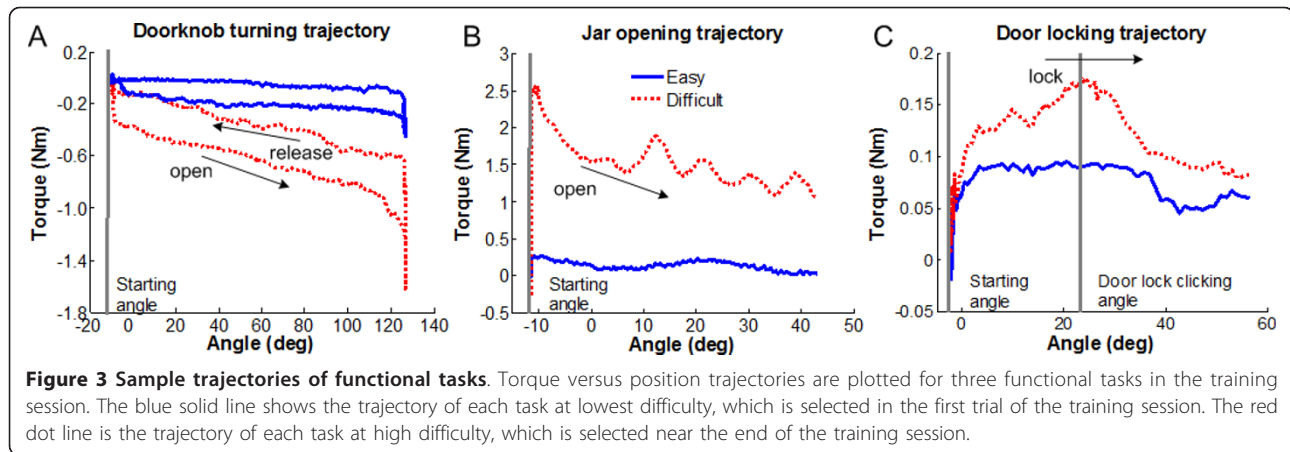 A Doorknob turning trajectory
0.2
-0.2
-0.6
-1.0
-1.4
-1.8
Torque (Nm)
release
open
Starting
angle
-20 0 20 40 60 80 100 120 140
Angle (deg)
B Jar opening trajectory
3
2.5
2
1.5
1
0.5
0
-0.5
Torque (Nm)
Easy
Difficult
open
Starting
angle
-10 0 10 20 30 40 50
Angle (deg)
C Door locking trajectory
0.2
0.15
0.1
0.05
0
-0.05
Torque (Nm)
lock
Starting
angle
Door lock clicking
angle
0 20 40 60
Angle (deg)
Figure 3 Sample trajectories of functional tasks. Torque versus position trajectories are plotted for three functional tasks in the training
session. The blue solid line shows the trajectory of each task at lowest difficulty, which is selected in the first trial of the training session. The red
dot line is the trajectory of each task at high difficulty, which is selected near the end of the training session.